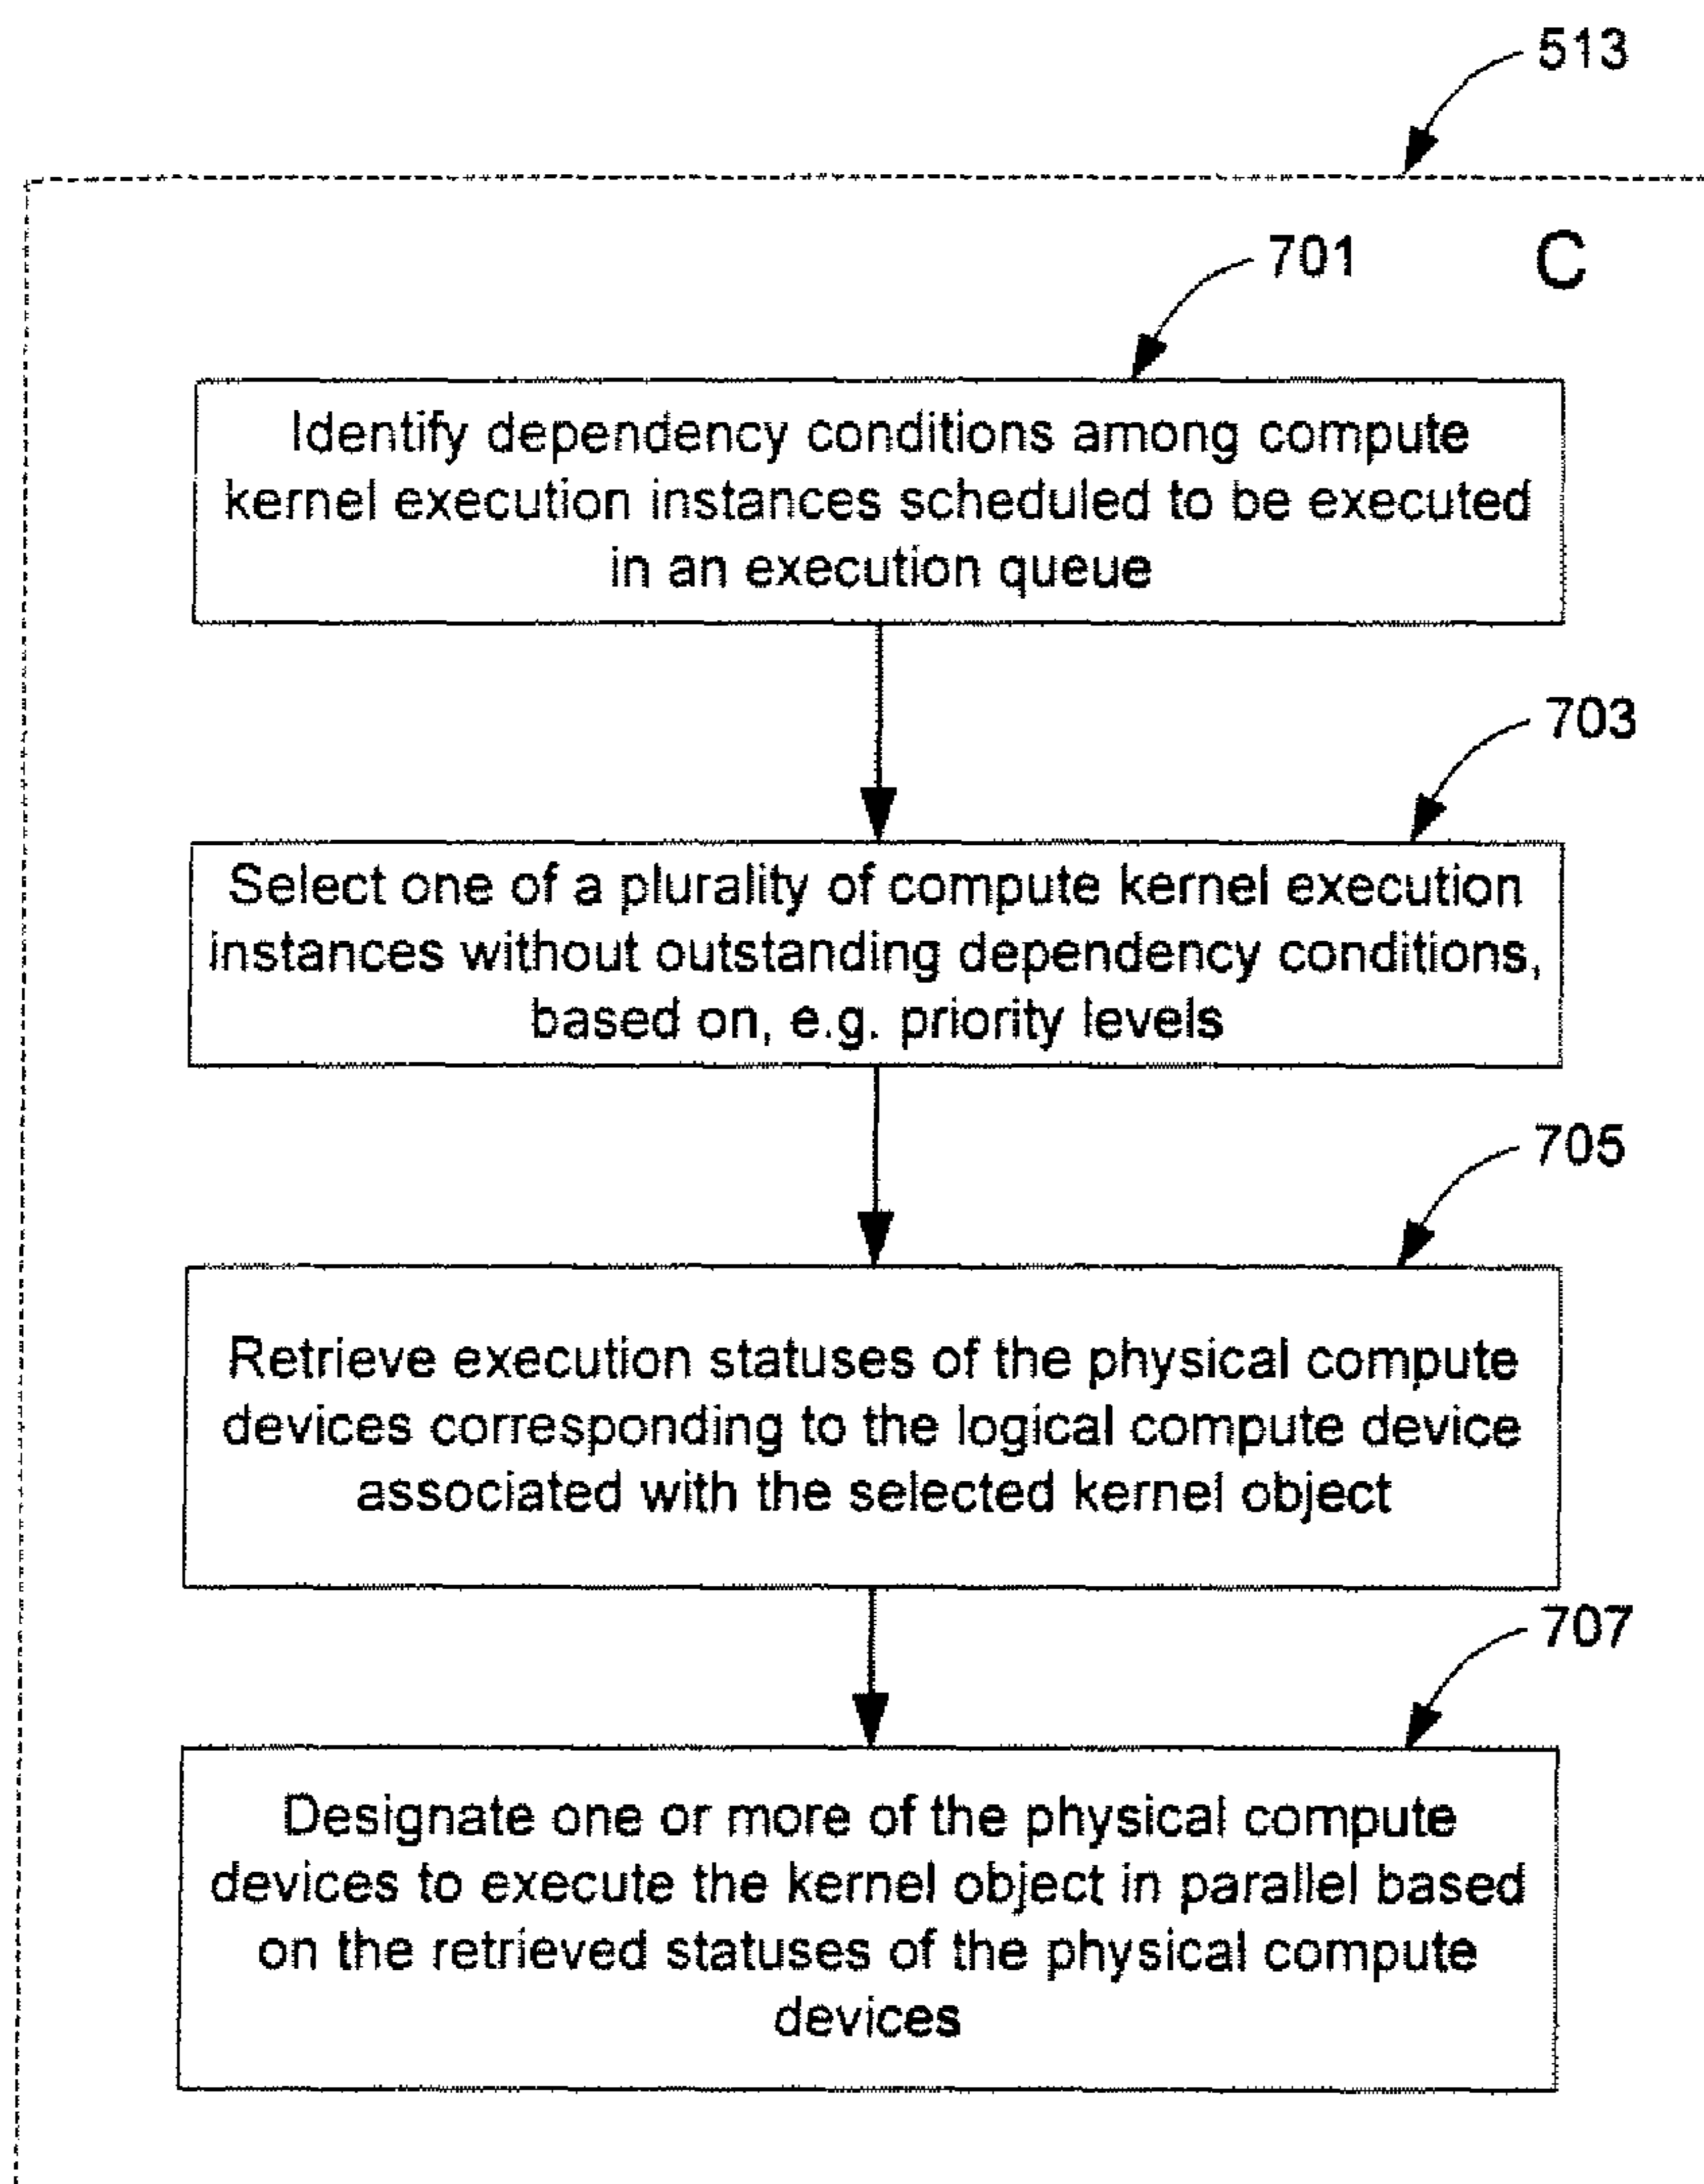 513
C
701
Identify dependency conditions among compute
kernel execution instances scheduled to be executed
in an execution queue
703
Select one of a plurality of compute kernel execution
instances without outstanding dependency conditions,
based on, e.g. priority levels
705
Retrieve execution statuses of the physical compute
devices corresponding to the logical compute device
associated with the selected kernel object
707
Designate one or more of the physical compute
devices to execute the kernel object in parallel based
on the retrieved statuses of the physical compute
devices